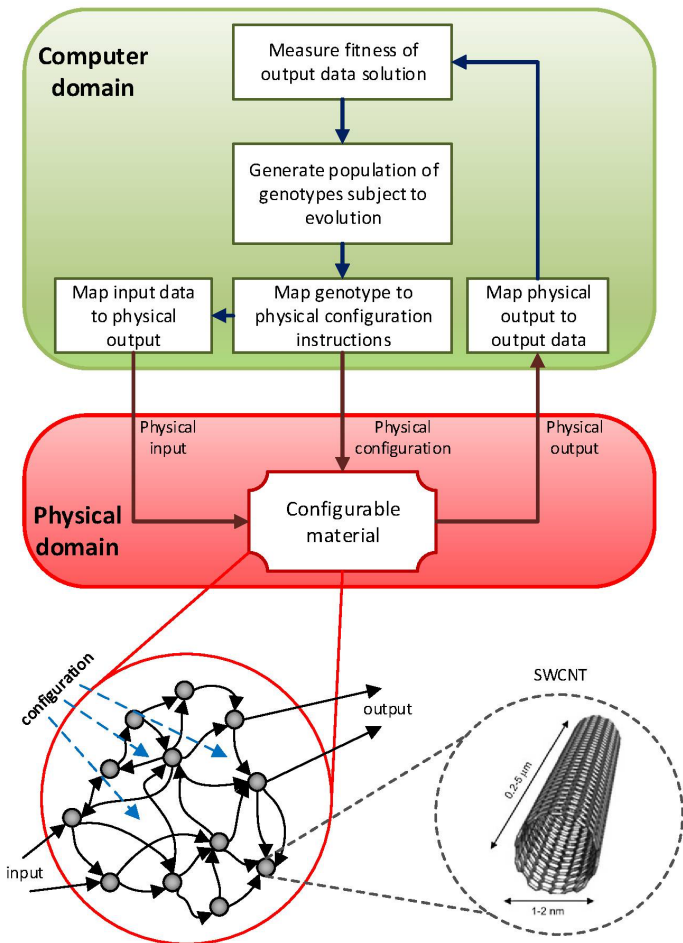 Computer
domain
Measure fitness of
output data solution
Generate population of
genotypes subject to
evolution
Map input data
to physical
output
Map genotype to
physical configuration
instructions
Map physical
output to
output data
Physical
input
Physical
configuration
Physical
output
Physical
domain
Configurable
material
configuration
output
input
SWCNT
0.2-5 μm
1-2 nm